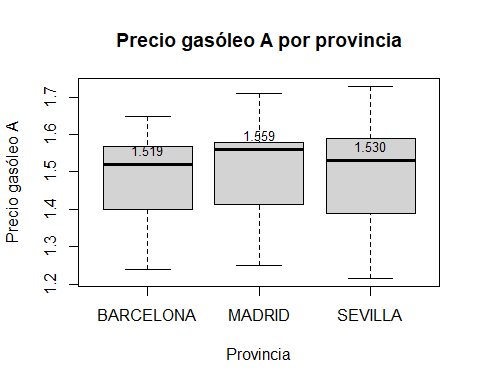 Precio gasóleo A por provincia
Precio gasóleo A
1.7
1.6
1.5
1.4
1.3
1.2
1.519
1.559
1.530
BARCELONA MADRID SEVILLA
Provincia